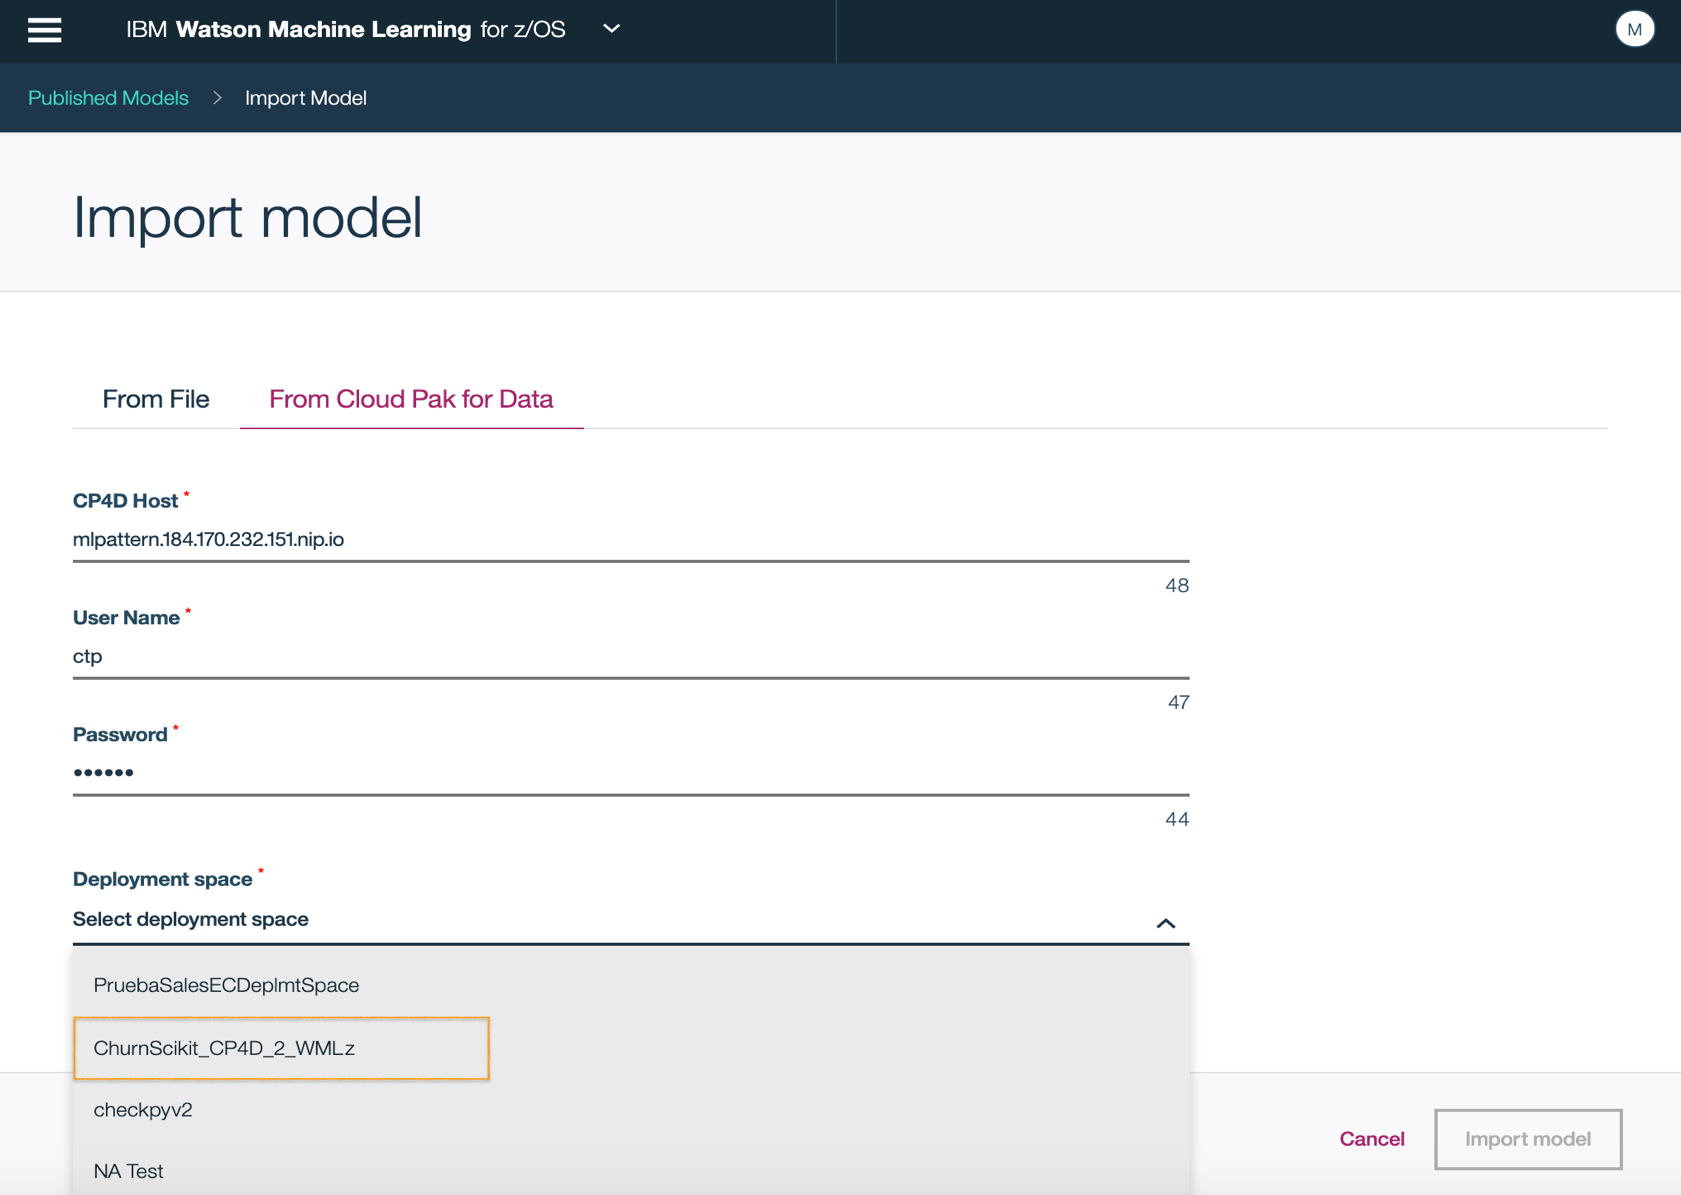 IBM Watson Machine Learning for z/OS
M
Published Models > Import Model
Import model
From File
From Cloud Pak for Data
CP4D Host *
mlpattern.184.170.232.151.nip.io
48
User Name *
ctp
47
Password *
••••••
44
Deployment space *
Select deployment space
PruebaSalesECDeplmtSpace
ChurnScikit_CP4D_2_WMLz
checkpyv2
NA Test
Cancel
Import model